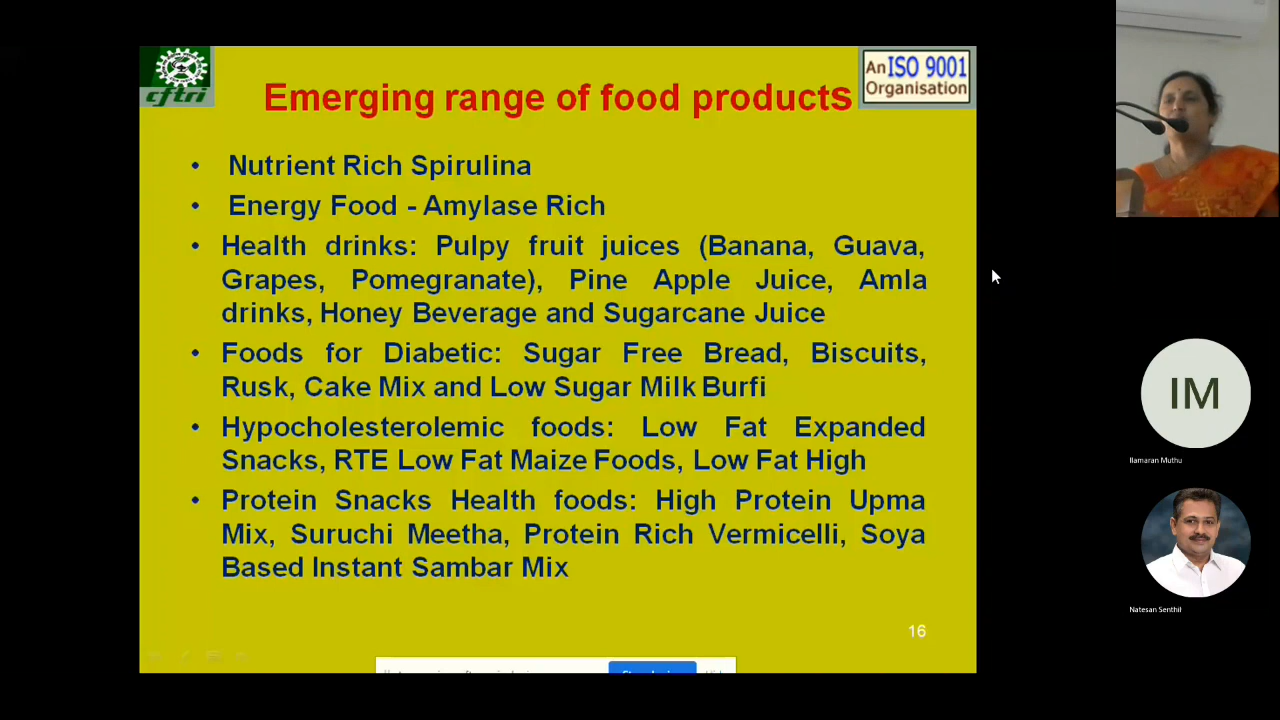 cftri
Emerging range of food products
An ISO 9001
Organisation
• Nutrient Rich Spirulina
• Energy Food - Amylase Rich
• Health drinks: Pulpy fruit juices (Banana, Guava,
Grapes, Pomegranate), Pine Apple Juice, Amla
drinks, Honey Beverage and Sugarcane Juice
• Foods for Diabetic: Sugar Free Bread, Biscuits,
Rusk, Cake Mix and Low Sugar Milk Burfi
• Hypocholesterolemic foods: Low Fat Expanded
Snacks, RTE Low Fat Maize Foods, Low Fat High
• Protein Snacks Health foods: High Protein Upma
Mix, Suruchi Meetha, Protein Rich Vermicelli, Soya
Based Instant Sambar Mix
16
IM
Ilamaran Muthu
Natesan Senthil